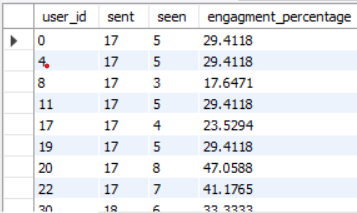 user_id sent seen engagment_percentage
0 17 5 29.4118
4 17 5 29.4118
8 17 3 17.6471
11 17 5 29.4118
17 17 4 23.5294
19 17 5 29.4118
20 17 8 47.0588
22 17 7 41.1765
30 18 6 33.3333